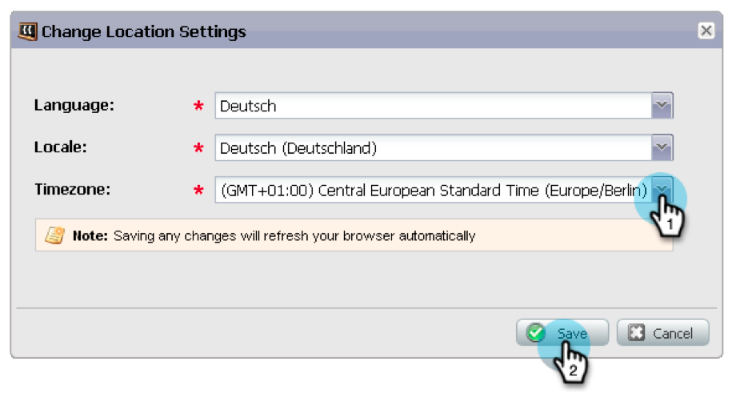 Change Location Settings
Language: * Deutsch
Locale: * Deutsch (Deutschland)
Timezone: * (GMT+01:00) Central European Standard Time (Europe/Berlin)
1
Note: Saving any changes will refresh your browser automatically
Save Cancel
2